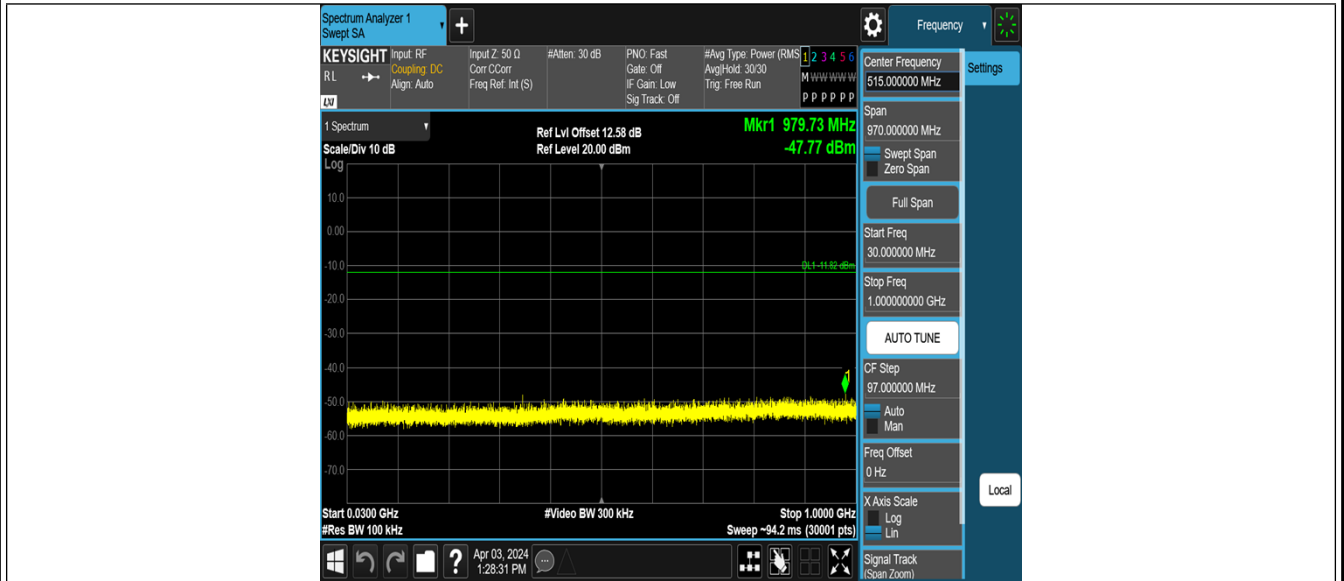 Spectrum Analyzer 1
Swept SA
+
Frequency
KEYSIGHT
RL
LXI
Input: RF
Coupling: DC
Align: Auto
Input Z: 50 Ω
Corr CCorr
Freq Ref: Int (S)
#Atten: 30 dB
PNO: Fast
Gate: Off
IF Gain: Low
Sig Track: Off
#Avg Type: Power (RMS
Avg|Hold: 30/30
Trig: Free Run
1 2 3 4 5 6
M W W W W W
P P P P P P
1 Spectrum
Scale/Div 10 dB
Log
Ref Lvl Offset 12.58 dB
Ref Level 20.00 dBm
Mkr1 979.73 MHz
-47.77 dBm
10.0
0.00
-10.0
DL1 -11.82 dBm
-20.0
-30.0
-40.0
1
-50.0
-60.0
-70.0
Start 0.0300 GHz
#Res BW 100 kHz
#Video BW 300 kHz
Stop 1.0000 GHz
Sweep ~94.2 ms (30001 pts)
?
Apr 03, 2024
1:28:31 PM
Center Frequency
515.000000 MHz
Settings
Span
970.000000 MHz
Swept Span
Zero Span
Full Span
Start Freq
30.000000 MHz
Stop Freq
1.000000000 GHz
AUTO TUNE
CF Step
97.000000 MHz
Auto
Man
Freq Offset
0 Hz
X Axis Scale
Log
Lin
Local
Signal Track
(Span Zoom)